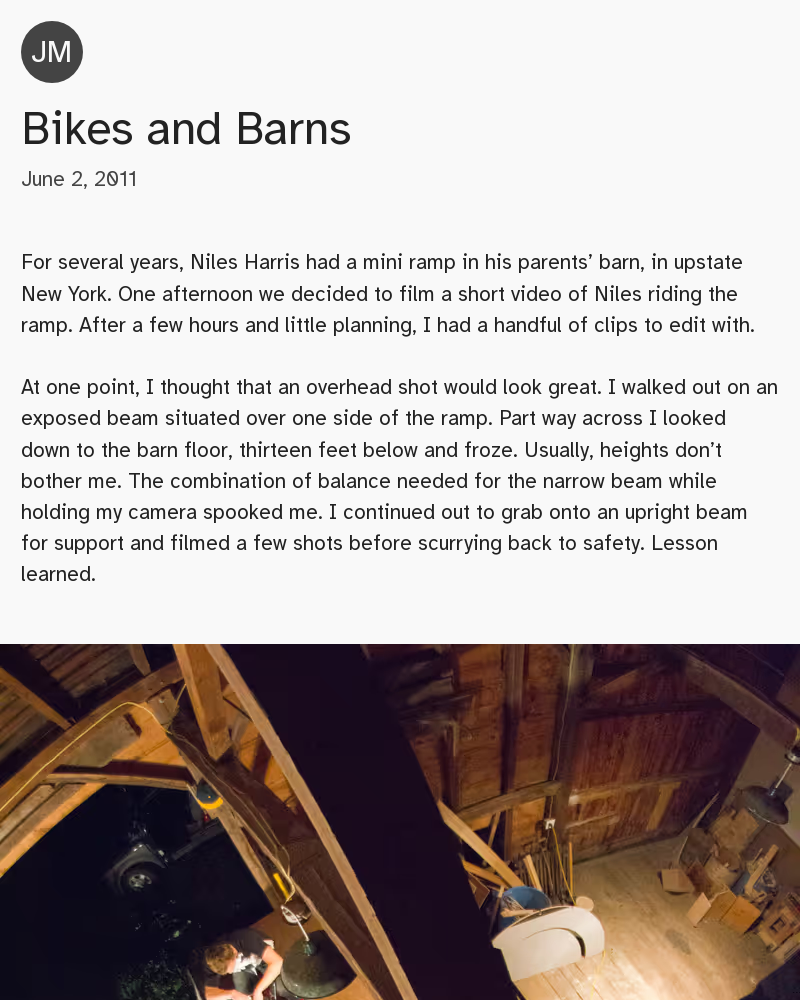 JM
Bikes and Barns
June 2, 2011
For several years, Niles Harris had a mini ramp in his parents’ barn, in upstate
New York. One afternoon we decided to film a short video of Niles riding the
ramp. After a few hours and little planning, I had a handful of clips to edit with.
At one point, I thought that an overhead shot would look great. I walked out on an
exposed beam situated over one side of the ramp. Part way across I looked
down to the barn floor, thirteen feet below and froze. Usually, heights don’t
bother me. The combination of balance needed for the narrow beam while
holding my camera spooked me. I continued out to grab onto an upright beam
for support and filmed a few shots before scurrying back to safety. Lesson
learned.